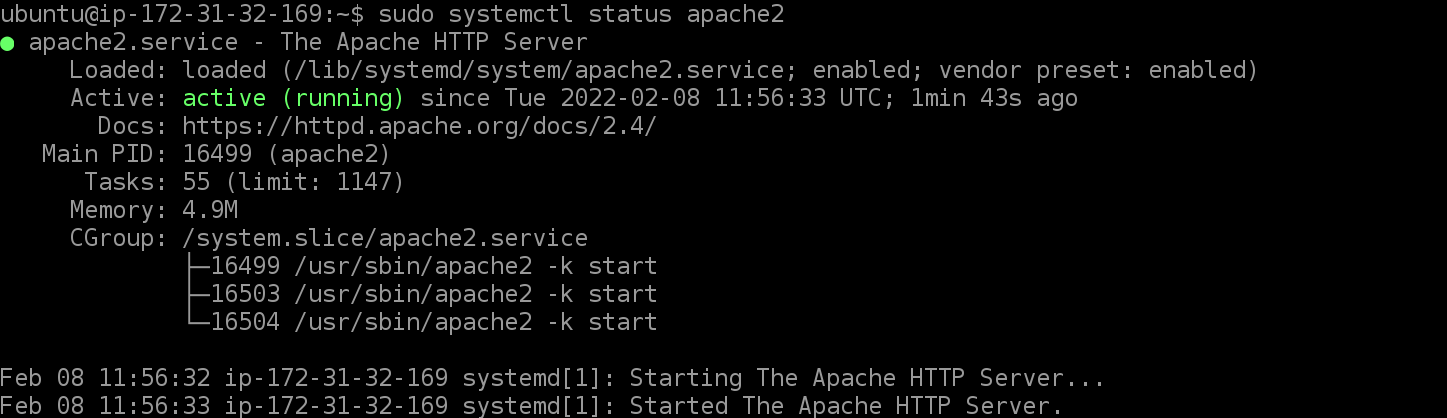 ubuntu@ip-172-31-32-169:~$ sudo systemctl status apache2
● apache2.service - The Apache HTTP Server
     Loaded: loaded (/lib/systemd/system/apache2.service; enabled; vendor preset: enabled)
     Active: active (running) since Tue 2022-02-08 11:56:33 UTC; 1min 43s ago
       Docs: https://httpd.apache.org/docs/2.4/
   Main PID: 16499 (apache2)
      Tasks: 55 (limit: 1147)
     Memory: 4.9M
     CGroup: /system.slice/apache2.service
             ├─16499 /usr/sbin/apache2 -k start
             ├─16503 /usr/sbin/apache2 -k start
             └─16504 /usr/sbin/apache2 -k start

Feb 08 11:56:32 ip-172-31-32-169 systemd[1]: Starting The Apache HTTP Server...
Feb 08 11:56:33 ip-172-31-32-169 systemd[1]: Started The Apache HTTP Server.